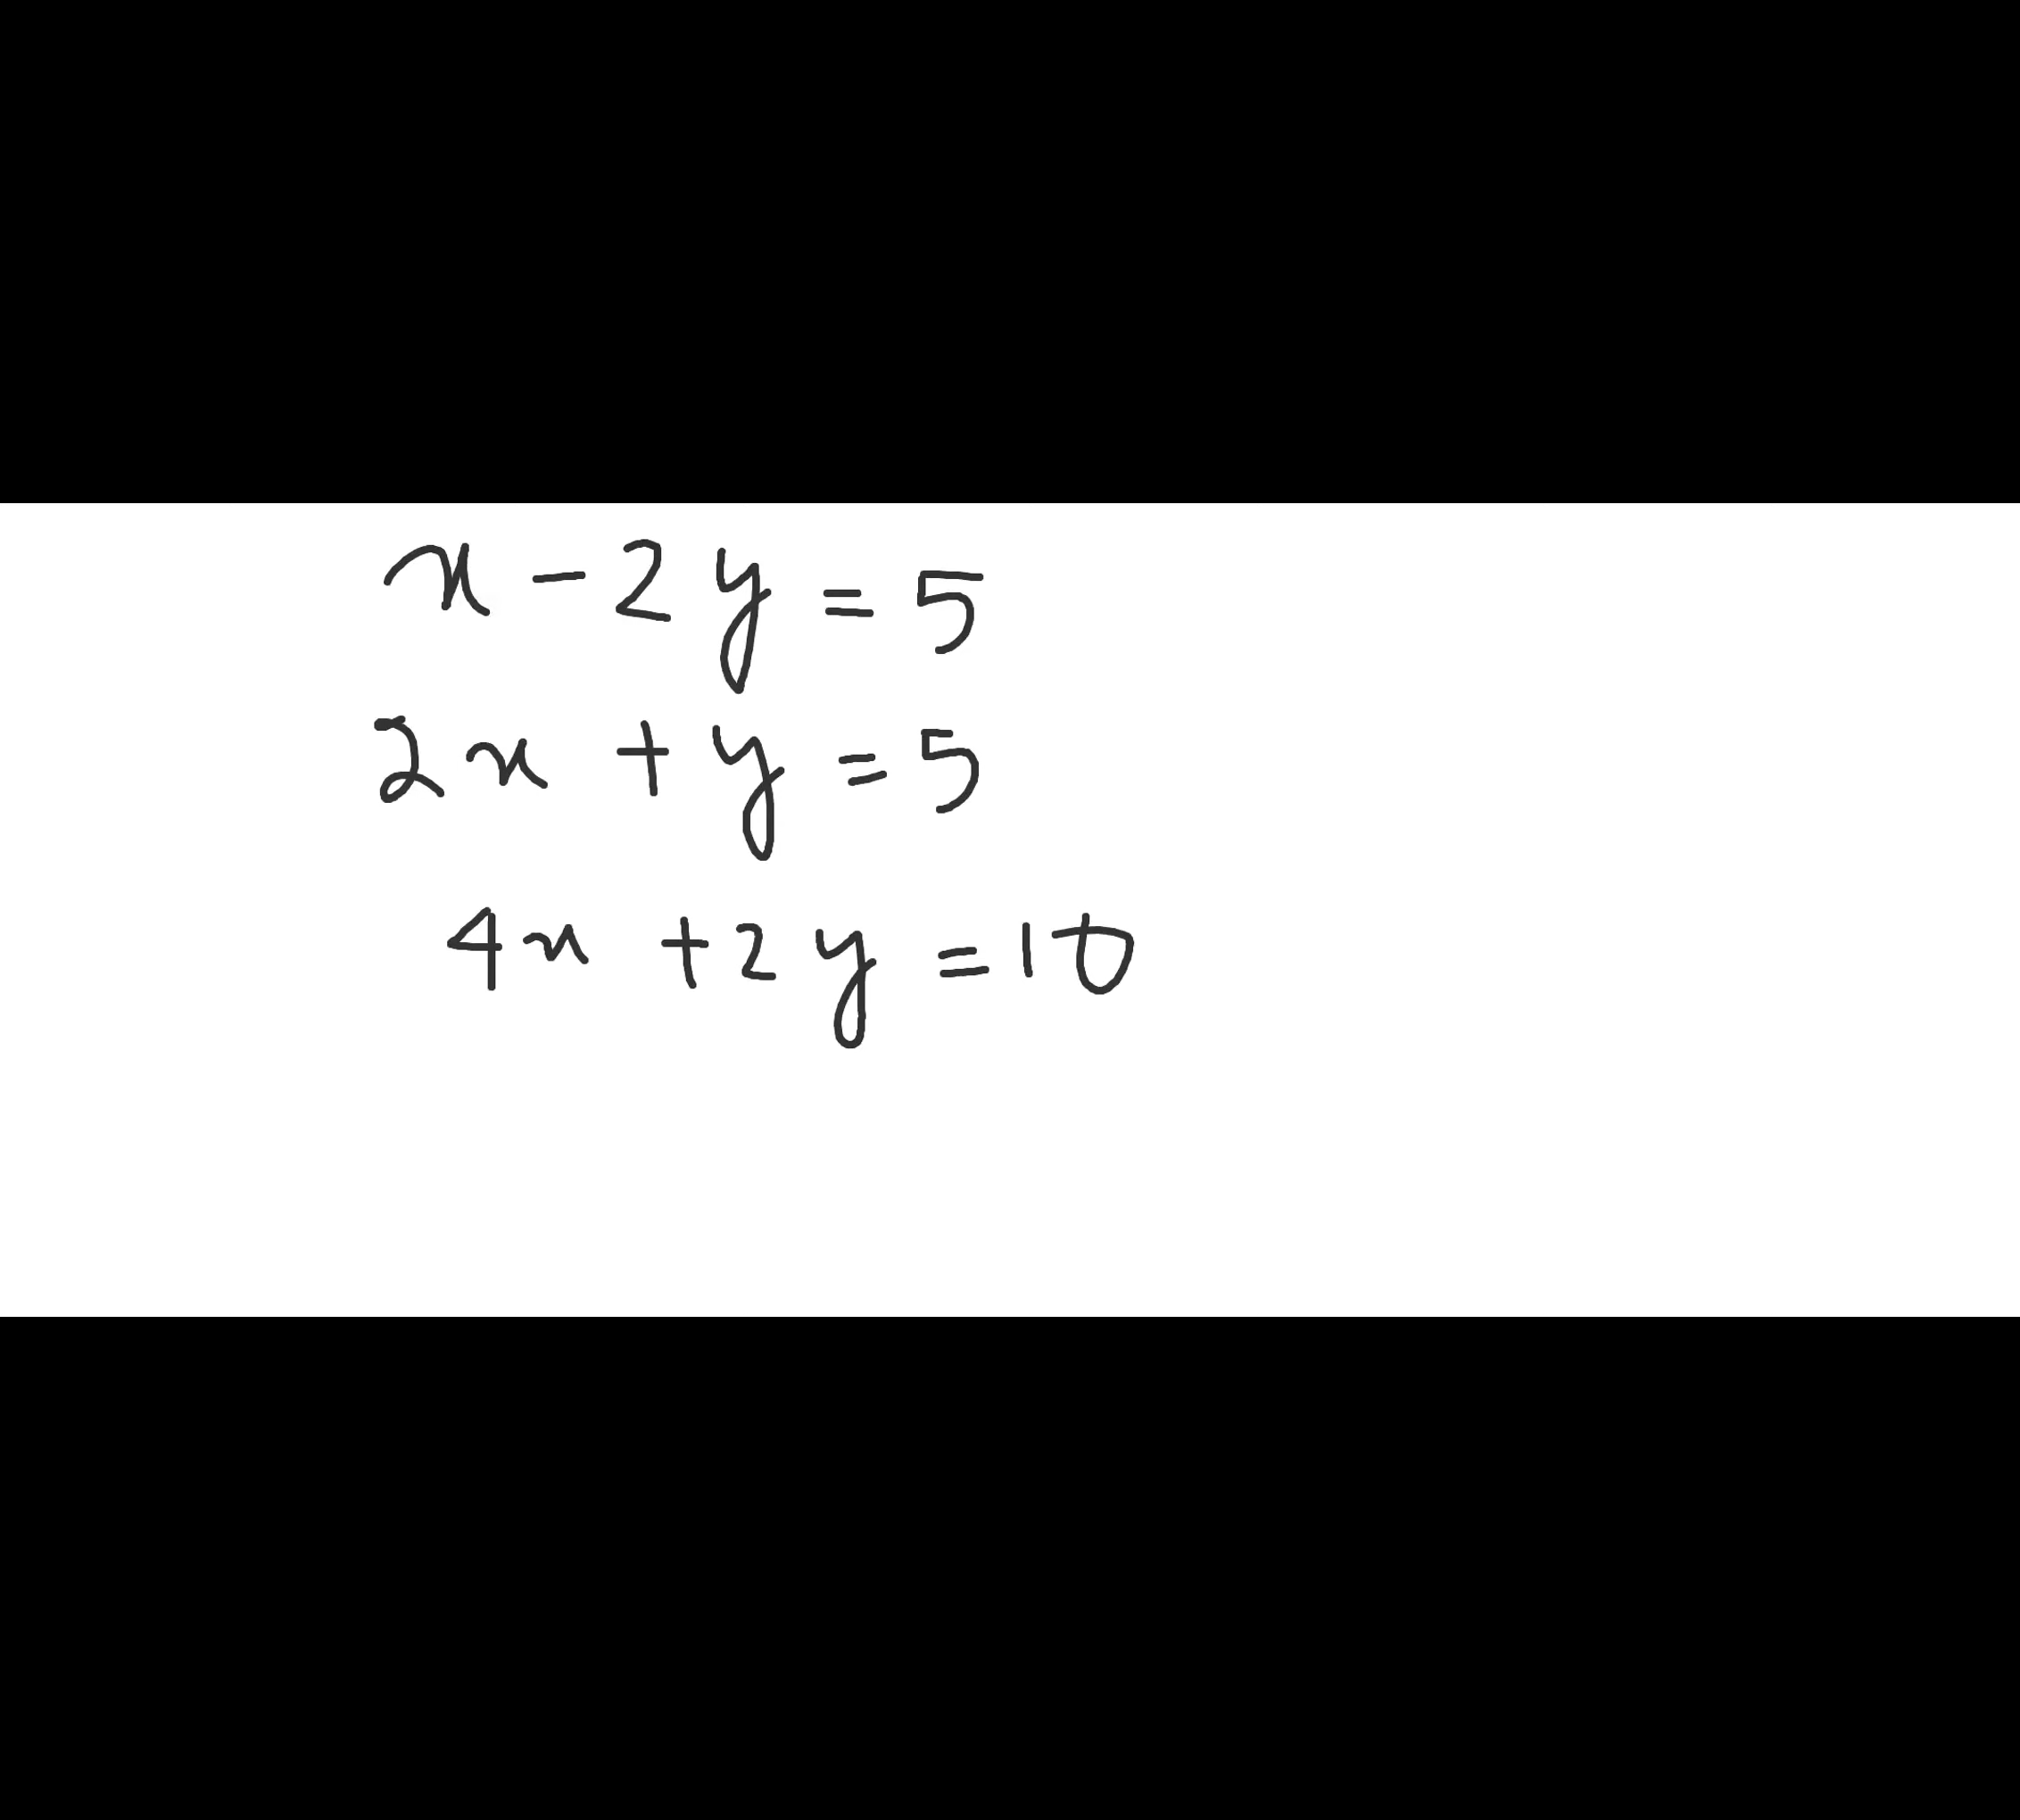 x - 2y = 5
2x + y = 5
4x + 2y = 10